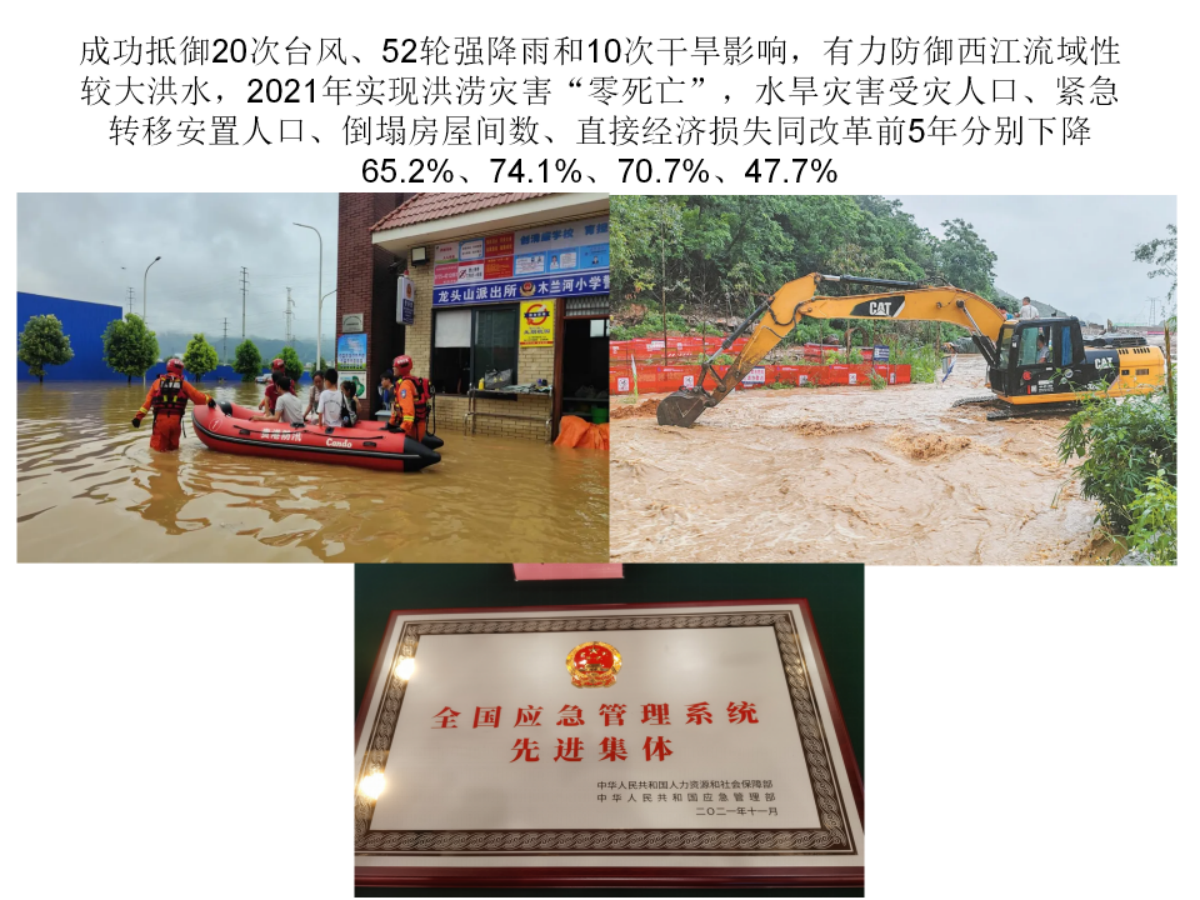 成功抵御20次台风、52轮强降雨和10次干旱影响，有力防御西江流域性
较大洪水，2021年实现洪涝灾害“零死亡”，水旱灾害受灾人口、紧急
转移安置人口、倒塌房屋间数、直接经济损失同改革前5年分别下降
65.2%、74.1%、70.7%、47.7%
龙头山派出所
木兰河小学警
Cando
CAT
CAT
全国应急管理系统
先进集体
中华人民共和国人力资源和社会保障部
中华人民共和国应急管理部
二〇二一年十一月